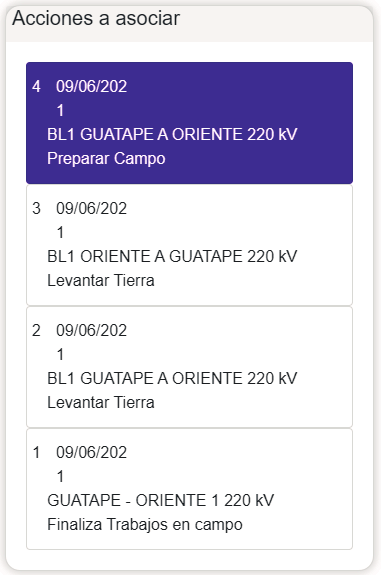 Acciones a asociar
4 09/06/202
1
BL1 GUATAPE A ORIENTE 220 kV
Preparar Campo
3 09/06/202
1
BL1 ORIENTE A GUATAPE 220 kV
Levantar Tierra
2 09/06/202
1
BL1 GUATAPE A ORIENTE 220 kV
Levantar Tierra
1 09/06/202
1
GUATAPE - ORIENTE 1 220 kV
Finaliza Trabajos en campo